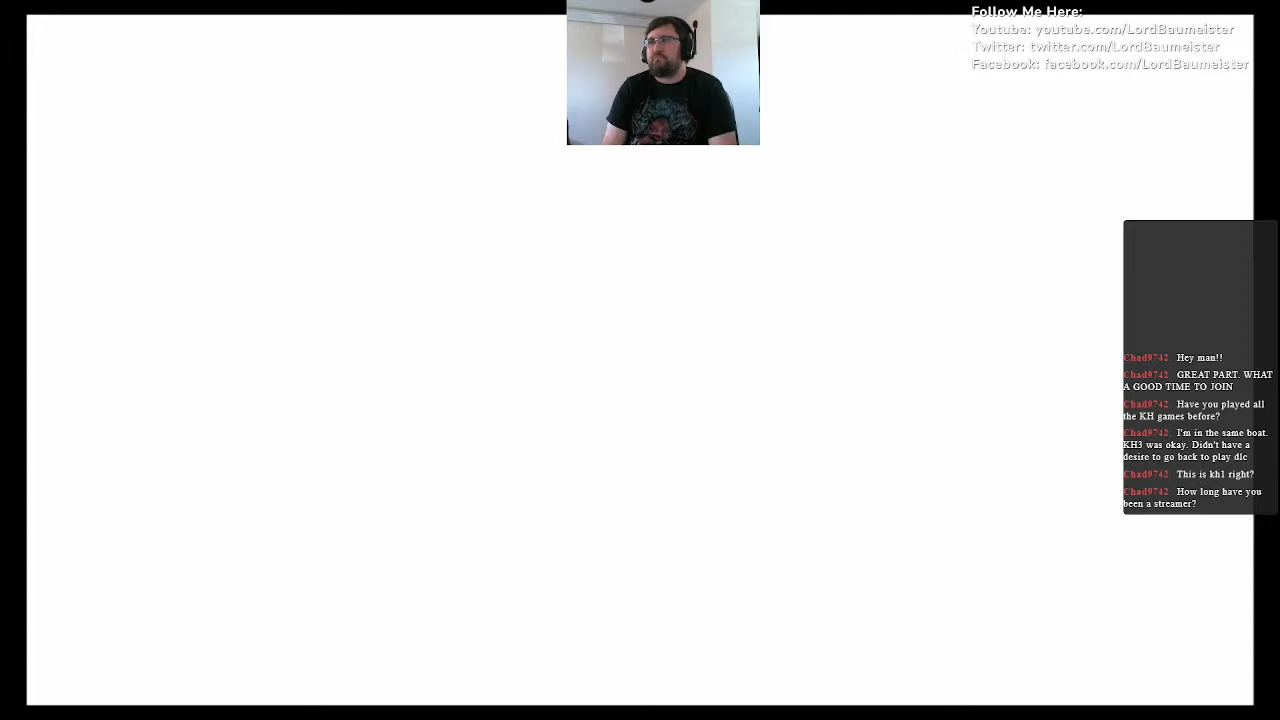 Follow Me Here:
Youtube: youtube.com/LordBaumeister
Twitter: twitter.com/LordBaumeister
Facebook: facebook.com/LordBaumeister
Chad9742: Hey man!!
Chad9742: GREAT PART. WHAT
A GOOD TIME TO JOIN
Chad9742: Have you played all
the KH games before?
Chad9742: I'm in the same boat.
KH3 was okay. Didn't have a
desire to go back to play dlc
Chad9742: This is kh1 right?
Chad9742: How long have you
been a streamer?